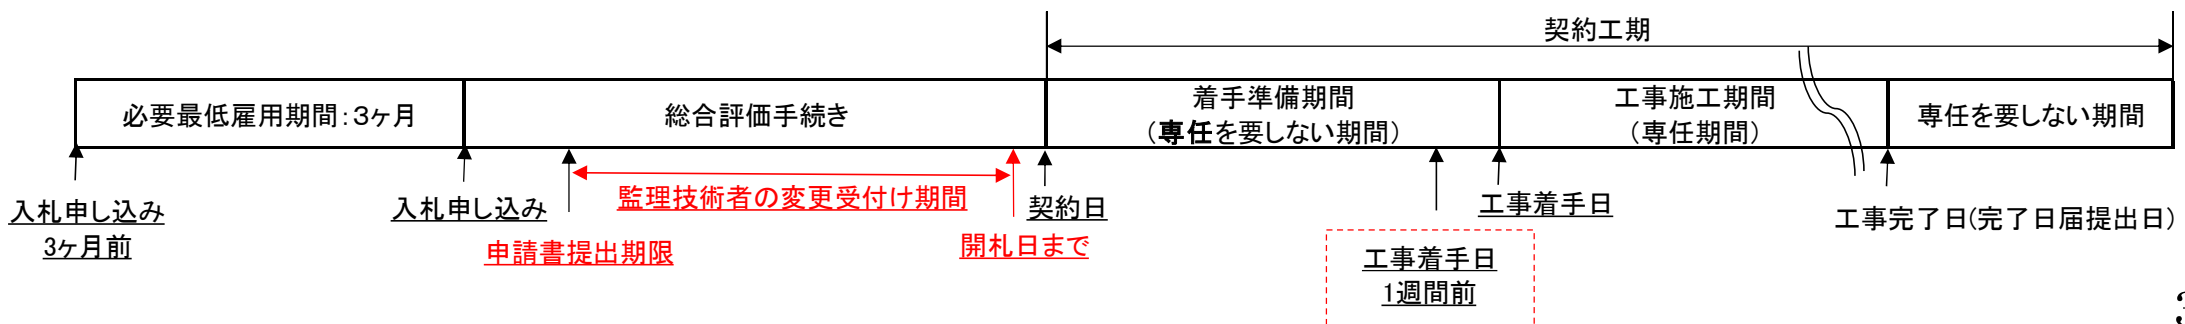 契約工期
必要最低雇用期間：3ヶ月
総合評価手続き
着手準備期間
（専任を要しない期間）
工事施工期間
（専任期間）
専任を要しない期間
入札申し込み
3ヶ月前
入札申し込み
監理技術者の変更受付け期間
申請書提出期限
開札日まで
契約日
工事着手日
1週間前
工事着手日
工事完了日(完了日届提出日)